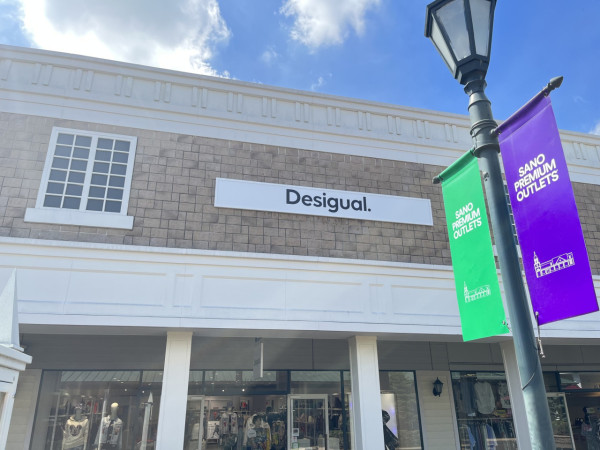 Desigual.
SANO
PREMIUM
OUTLETS
SANO
PREMIUM
OUTLETS